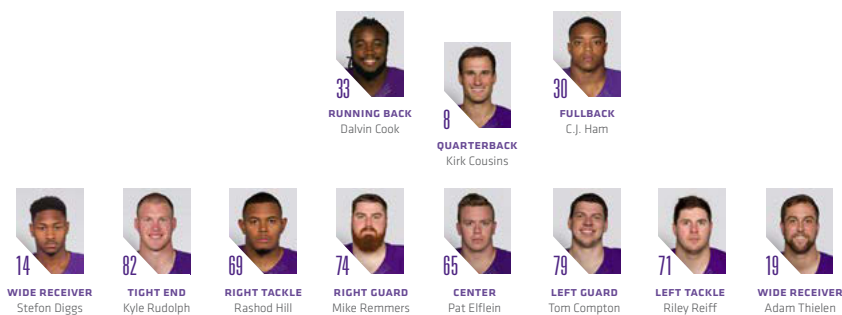 33
RUNNING BACK
Dalvin Cook
8
QUARTERBACK
Kirk Cousins
30
FULLBACK
C.J. Ham
14
WIDE RECEIVER
Stefon Diggs
82
TIGHT END
Kyle Rudolph
69
RIGHT TACKLE
Rashod Hill
74
RIGHT GUARD
Mike Remmers
65
CENTER
Pat Elflein
79
LEFT GUARD
Tom Compton
71
LEFT TACKLE
Riley Reiff
19
WIDE RECEIVER
Adam Thielen